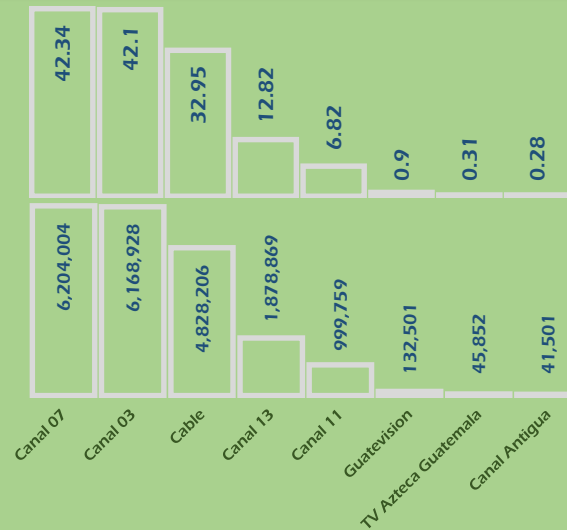 42.34
42.1
32.95
12.82
6.82
0.9
0.31
0.28
6,204,004
6,168,928
4,828,206
1,878,869
999,759
132,501
45,852
41,501
Canal 07
Canal 03
Cable
Canal 13
Canal 11
Guatevision
TV Azteca Guatemala
Canal Antigua